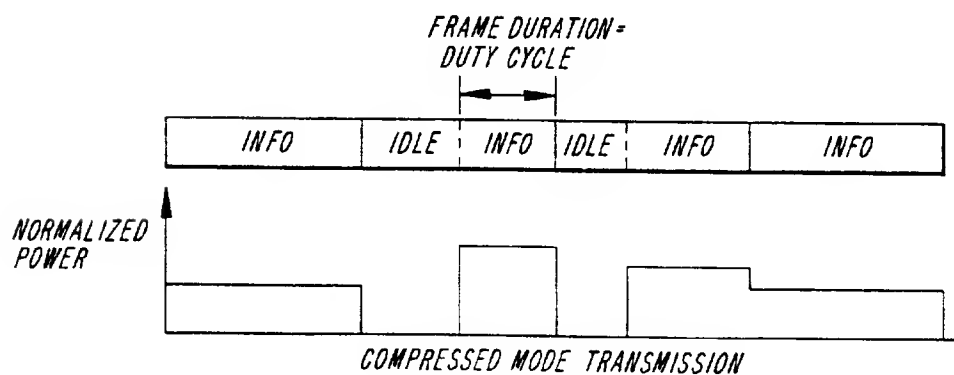 FRAME DURATION=
DUTY CYCLE
INFO IDLE INFO IDLE INFO INFO
NORMALIZED
POWER
COMPRESSED MODE TRANSMISSION